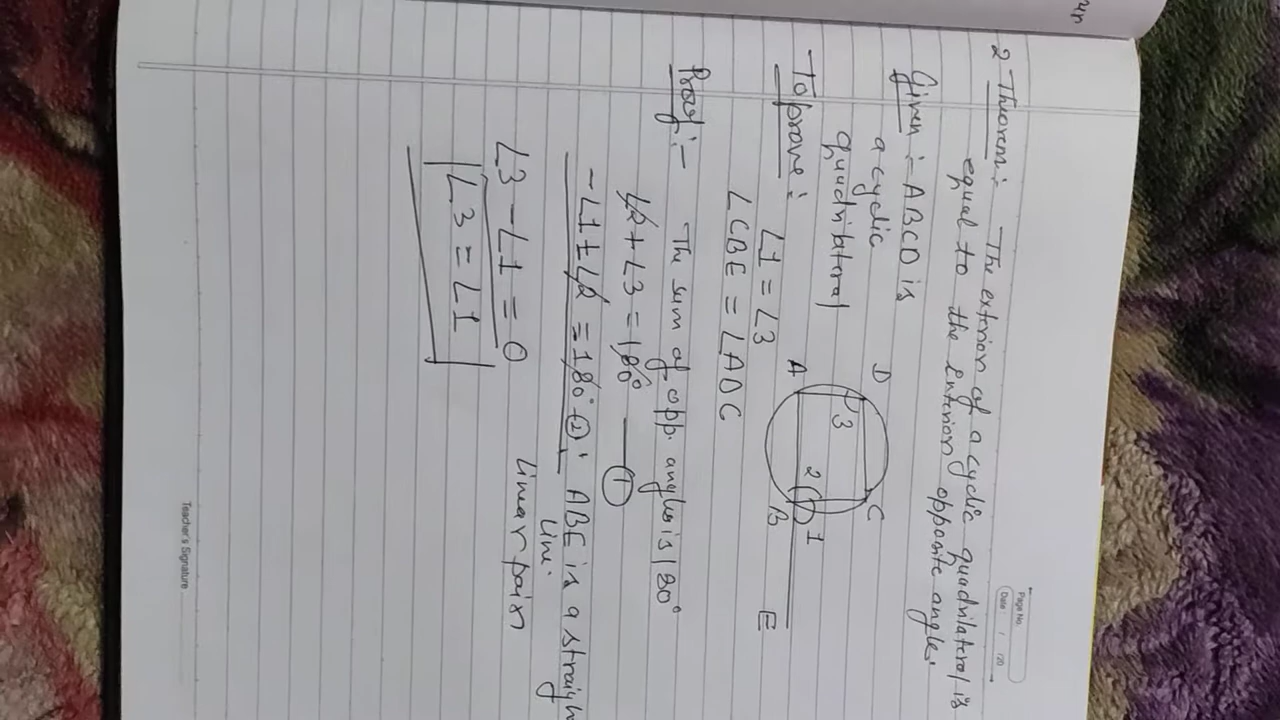 Page No.
Date: / /20
2 Theorem:- The exterior of a cyclic quadrilateral is
equal to the interior opposite angle.
Given :- ABCD is
a cyclic
quadrilateral
D
C
3
2
1
A
B
E
To prove :
∠1 = ∠3
∠CBE = ∠ADC
Proof :- The sum of opp. angles is 180°
∠2 + ∠3 = 180° — ①
-∠1 ± ∠2 = 180° ② ∵ ABE is a straigh
line.
∠3 - ∠1 = 0 Linear pair
∠3 = ∠1
Teacher's Signature